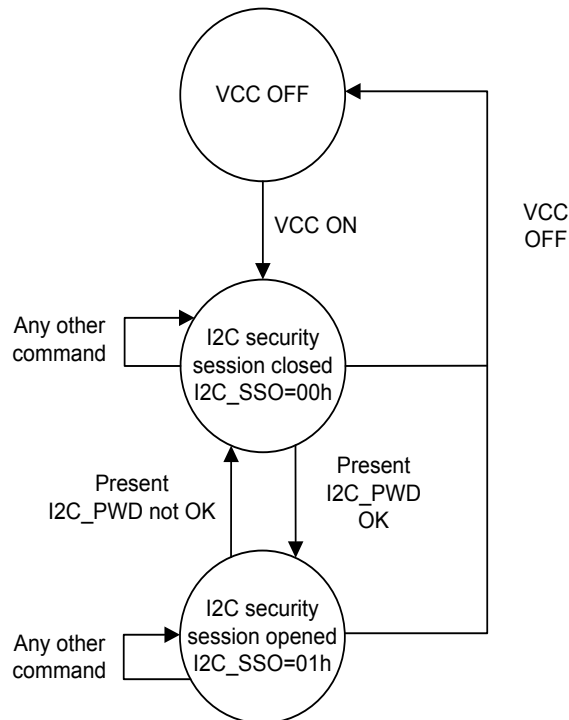 VCC OFF
VCC
OFF
VCC ON
Any other
command
I2C security
session closed
I2C_SSO=00h
Present
I2C_PWD not OK
Present
I2C_PWD
OK
Any other
command
I2C security
session opened
I2C_SSO=01h